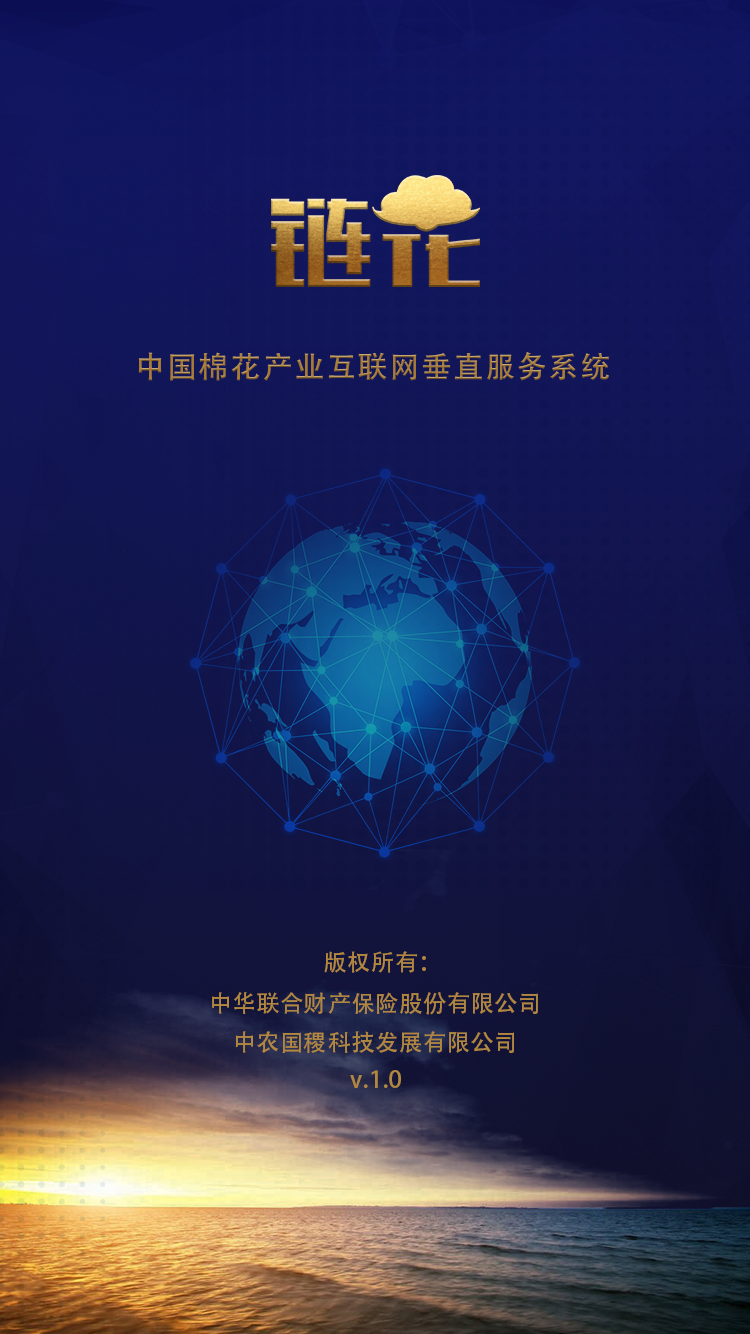 链花
中国棉花产业互联网垂直服务系统
版权所有：
中华联合财产保险股份有限公司
中农国稷科技发展有限公司
v.1.0